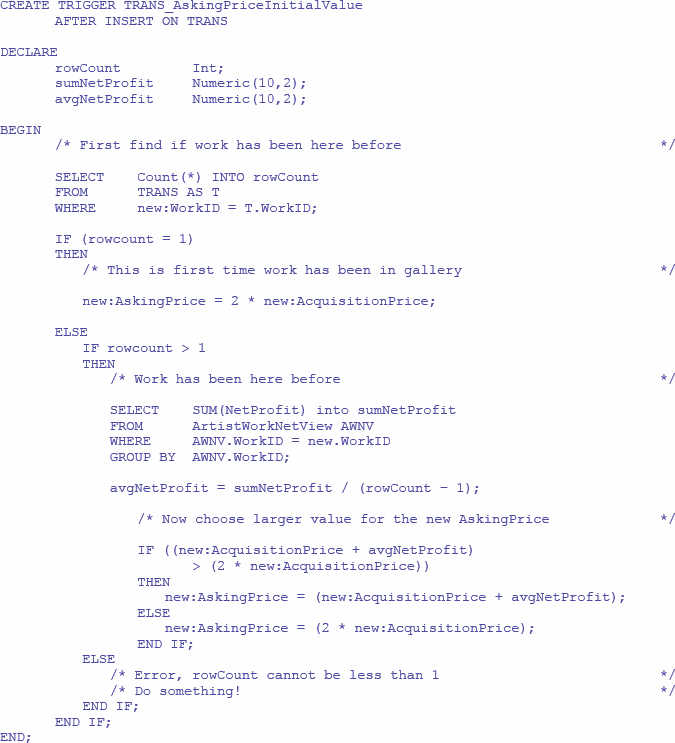 CREATE TRIGGER TRANS_AskingPriceInitialValue
AFTER INSERT ON TRANS
DECLARE
rowCount Int;
sumNetProfit Numeric(10,2);
avgNetProfit Numeric(10,2);
BEGIN
/* First find if work has been here before */
SELECT Count(*) INTO rowCount
FROM TRANS AS T
WHERE new:WorkID = T.WorkID;
IF (rowcount = 1)
THEN
/* This is first time work has been in gallery */
new:AskingPrice = 2 * new:AcquisitionPrice;
ELSE
IF rowcount > 1
THEN
/* Work has been here before */
SELECT SUM(NetProfit) into sumNetProfit
FROM ArtistWorkNetView AWNV
WHERE AWNV.WorkID = new.WorkID
GROUP BY AWNV.WorkID;
avgNetProfit = sumNetProfit / (rowCount - 1);
/* Now choose larger value for the new AskingPrice */
IF ((new:AcquisitionPrice + avgNetProfit)
> (2 * new:AcquisitionPrice))
THEN
new:AskingPrice = (new:AcquisitionPrice + avgNetProfit);
ELSE
new:AskingPrice = (2 * new:AcquisitionPrice);
END IF;
ELSE
/* Error, rowCount cannot be less than 1 */
/* Do something! */
END IF;
END IF;
END;